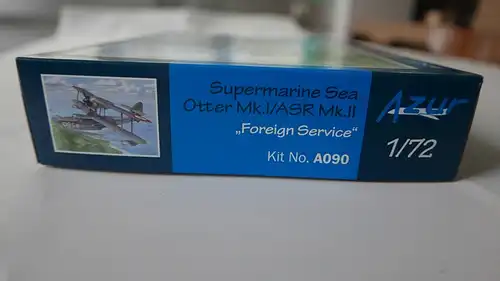 Supermarine Sea
Otter Mk.I/ASR Mk.II
„Foreign Service“
Kit No. A090
Azur
1/72